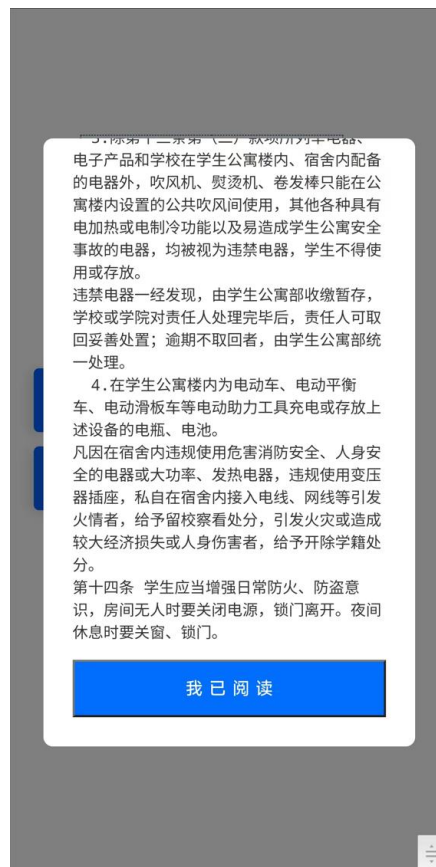 3.除第十三条第（二）款项所列车电器、
电子产品和学校在学生公寓楼内、宿舍内配备
的电器外，吹风机、熨烫机、卷发棒只能在公
寓楼内设置的公共吹风间使用，其他各种具有
电加热或电制冷功能以及易造成学生公寓安全
事故的电器，均被视为违禁电器，学生不得使
用或存放。
违禁电器一经发现，由学生公寓部收缴暂存，
学校或学院对责任人处理完毕后，责任人可取
回妥善处置；逾期不取回者，由学生公寓部统
一处理。
4.在学生公寓楼内为电动车、电动平衡
车、电动滑板车等电动助力工具充电或存放上
述设备的电瓶、电池。
凡因在宿舍内违规使用危害消防安全、人身安
全的电器或大功率、发热电器，违规使用变压
器插座，私自在宿舍内接入电线、网线等引发
火情者，给予留校察看处分，引发火灾或造成
较大经济损失或人身伤害者，给予开除学籍处
分。
第十四条 学生应当增强日常防火、防盗意
识，房间无人时要关闭电源，锁门离开。夜间
休息时要关窗、锁门。
我已阅读